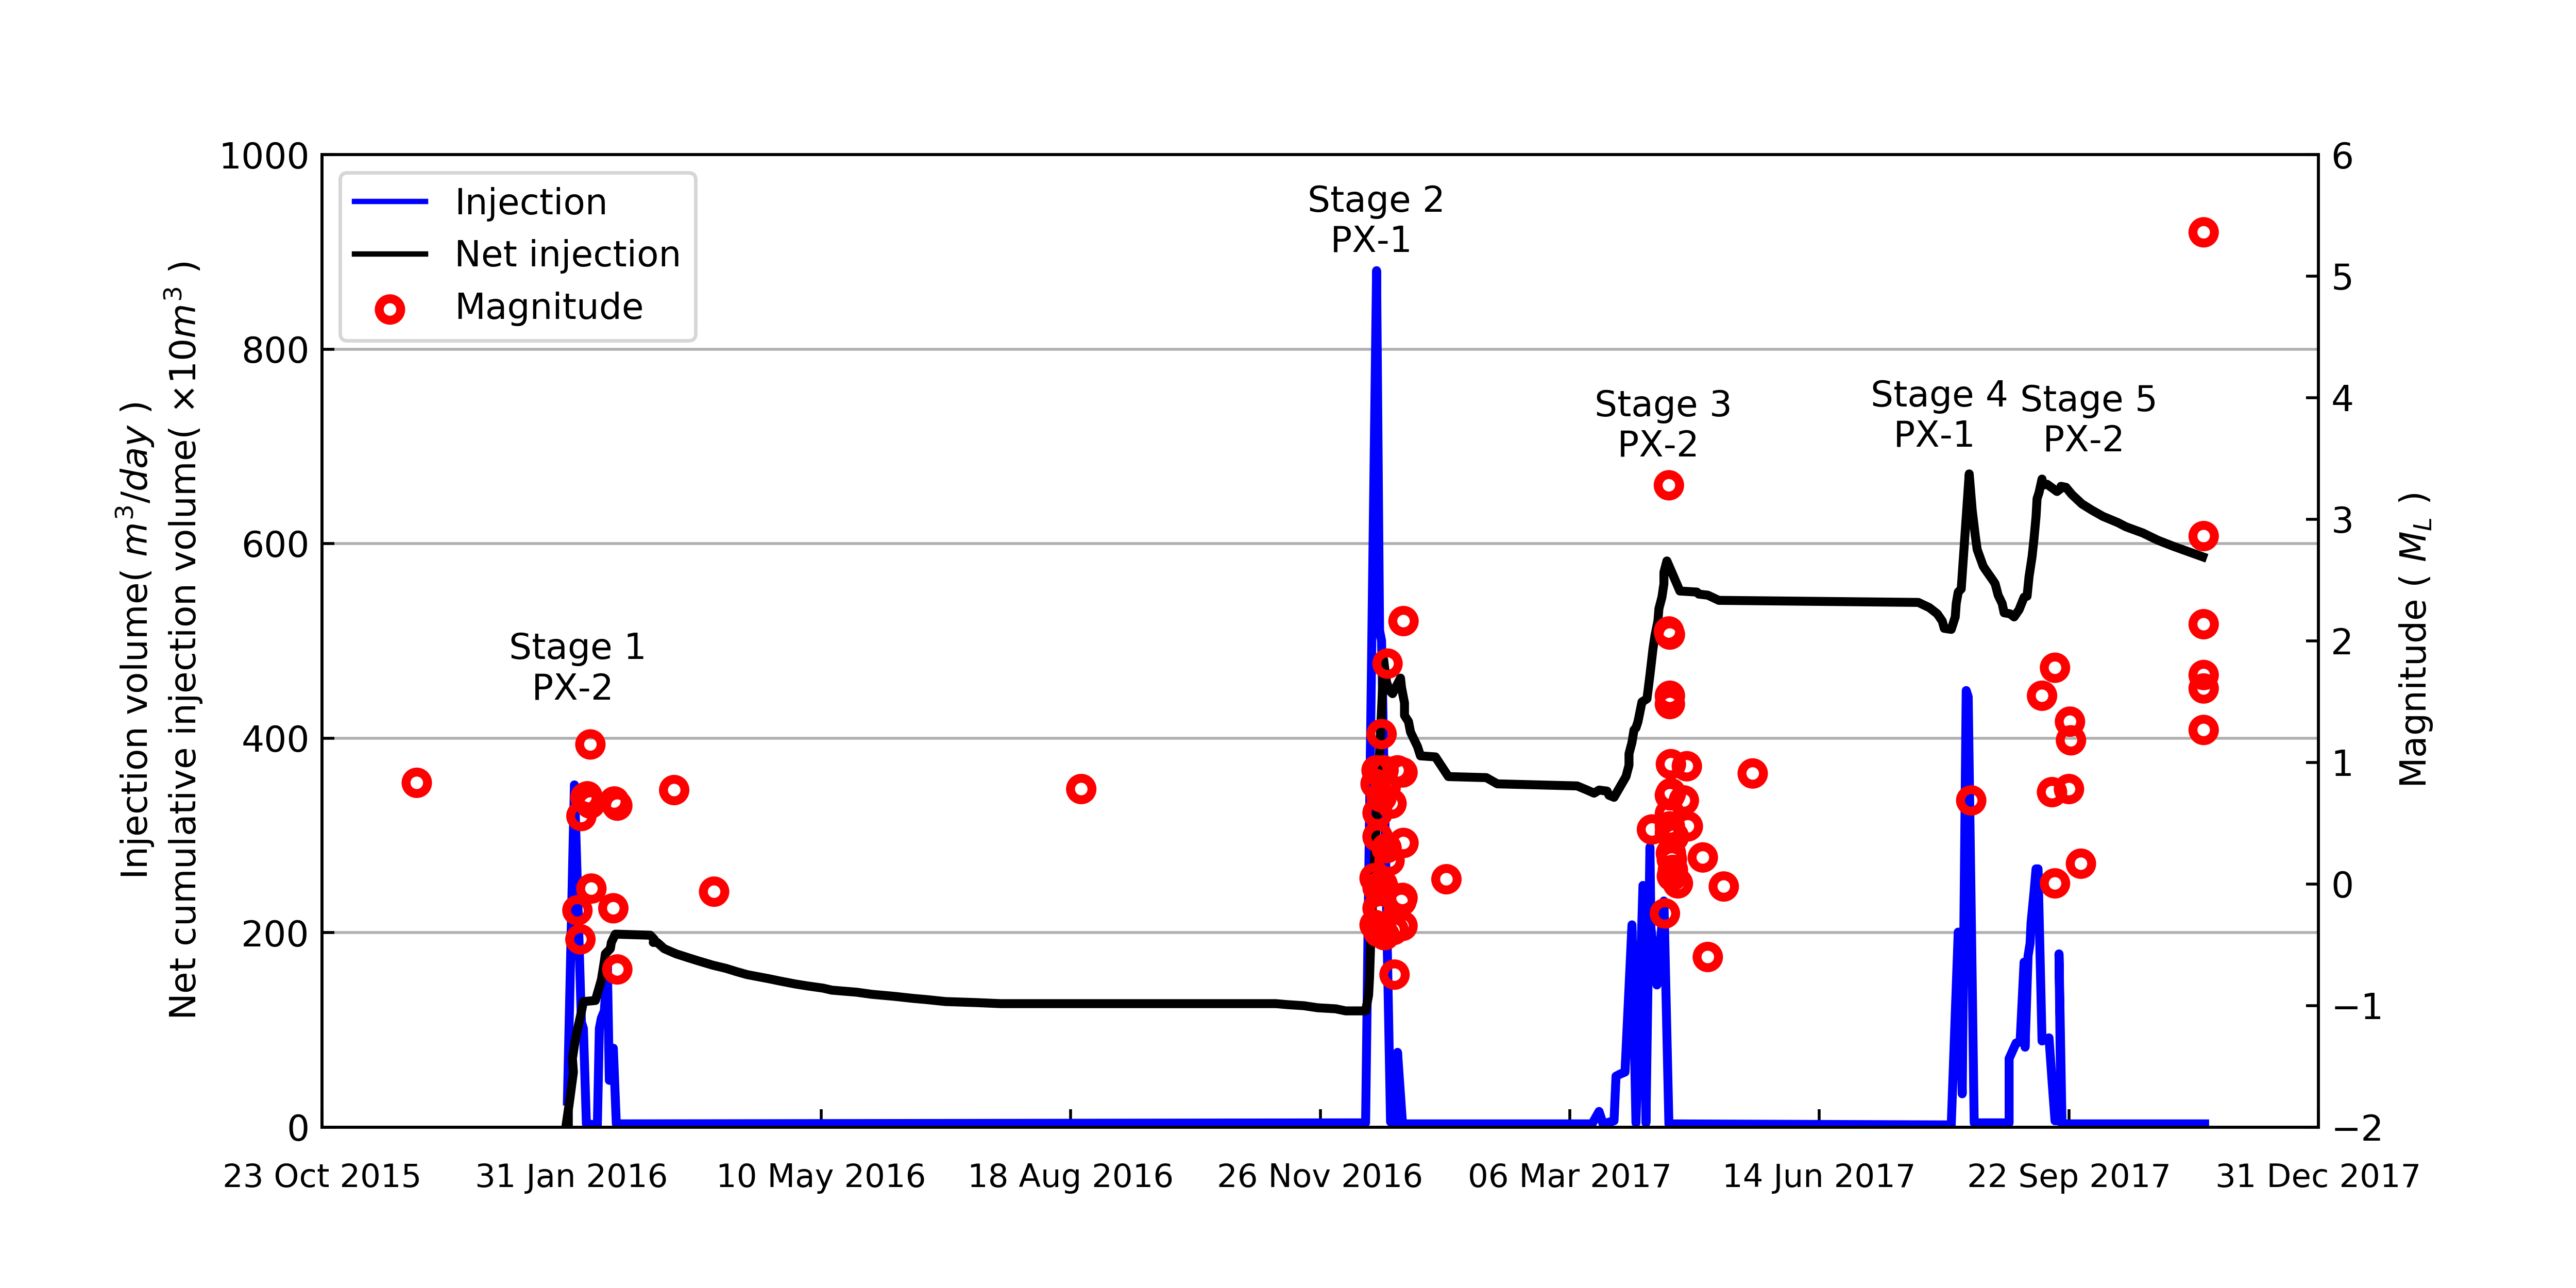 Injection
Net injection
Magnitude
Stage 1
PX-2
Stage 2
PX-1
Stage 3
PX-2
Stage 4
PX-1
Stage 5
PX-2
1000
800
600
400
200
0
6
5
4
3
2
1
0
−1
−2
23 Oct 2015
31 Jan 2016
10 May 2016
18 Aug 2016
26 Nov 2016
06 Mar 2017
14 Jun 2017
22 Sep 2017
31 Dec 2017
Injection volume( m³/day )
Net cumulative injection volume( ×10m³ )
Magnitude ( M_L )